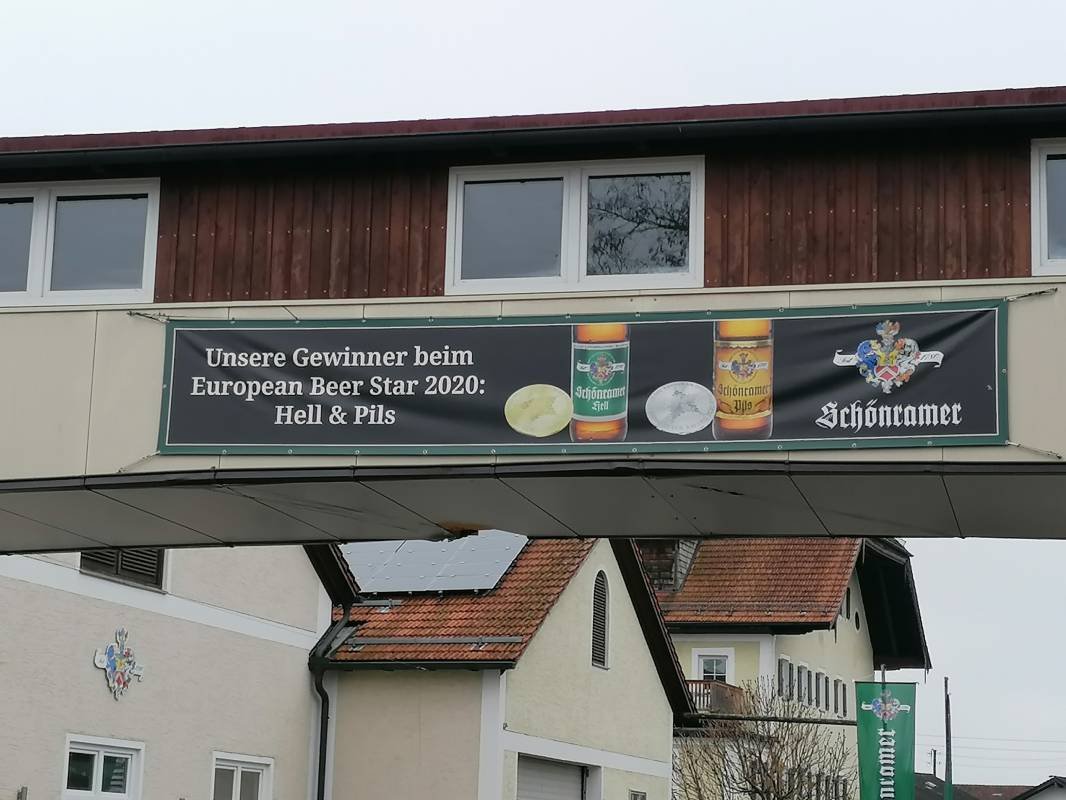 Unsere Gewinner beim
European Beer Star 2020:
Hell & Pils
Schönramer
Hell
Schönramer
Pils
Schönramer